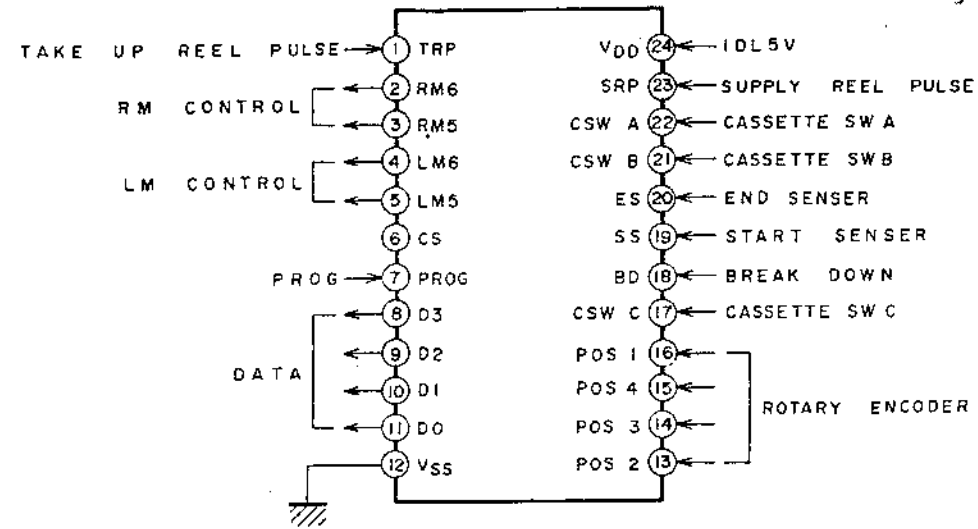 TAKE UP REEL PULSE 1 TRP VDD 24 IDL5V
RM6 2 SRP 23 SUPPLY REEL PULSE
RM CONTROL
3 RM5 CSW A 22 CASSETTE SW A
4 LM6 CSW B 21 CASSETTE SWB
LM CONTROL
5 LM5 ES 20 END SENSER
6 CS SS 19 START SENSER
PROG 7 PROG BD 18 BREAK DOWN
8 D3 CSW C 17 CASSETTE SW C
9 D2 POS 1 16
DATA
10 D1 POS 4 15
ROTARY ENCODER
11 D0 POS 3 14
12 VSS POS 2 13